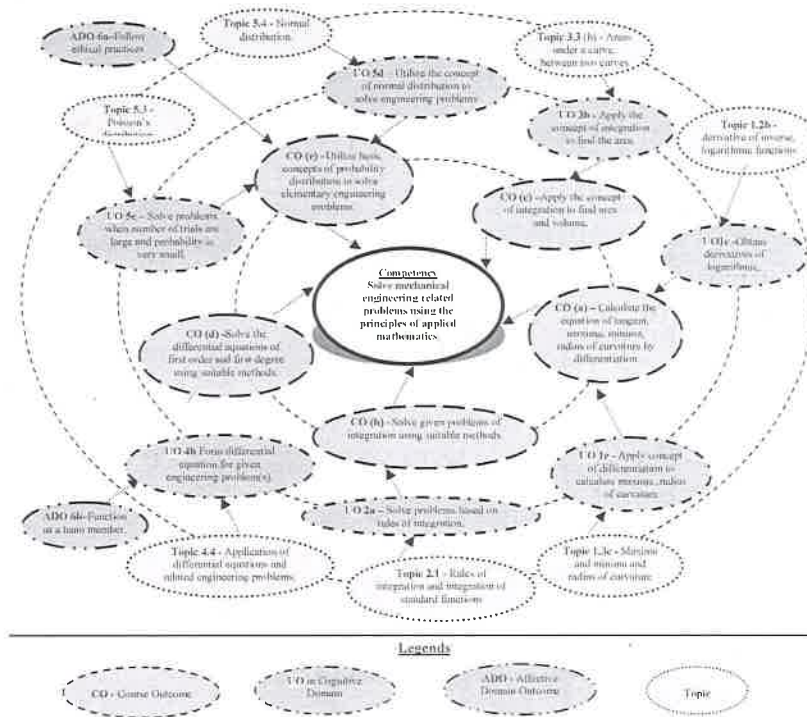 Topic 5.4 - Normal
distribution.
ADO 6a-Follow
ethical practices
Topic 3.3 (b) - Areas
under a curve,
between two curves
UO 5d - Utilize the concept
of normal distribution to
solve engineering problems
Topic 5.3 -
Poisson's
distribution
UO 3b - Apply the
concept of integration
to find the area.
Topic 1.2b -
derivative of inverse,
logarithmic functions
CO (e) - Utilize basic
concepts of probability
distribution to solve
elementary engineering
problems.
CO (c) -Apply the concept
of integration to find area
and volume.
UO 5c - Solve problems
when number of trials are
large and probability is
very small.
UO1c -Obtain
derivatives of
logarithmic,
Competency
Solve mechanical
engineering related
problems using the
principles of applied
mathematics
CO (d) -Solve the
differential equations of
first order and first degree
using suitable methods.
CO (a) - Calculate the
equation of tangent,
maxima, minima,
radius of curvature by
differentiation
CO (b) - Solve given problems of
integration using suitable methods
UO 4b Form differential
equation for given
engineering problem(s).
UO 1e - Apply
concept of differentiation to
calculate maxima, radius
of curvature
ADO 6b-Function
as a team member.
UO 2a - Solve problems based on
rules of integration.
Topic 4.4 - Application of
differential equations and
related engineering problems.
Topic 2.1 - Rules of
integration and integration of
standard functions
Topic 1.3c - Maxima
and minima and
radius of curvature
Legends
CO - Course Outcome
UO in Cognitive
Domain
ADO - Affective
Domain Outcome
Topic